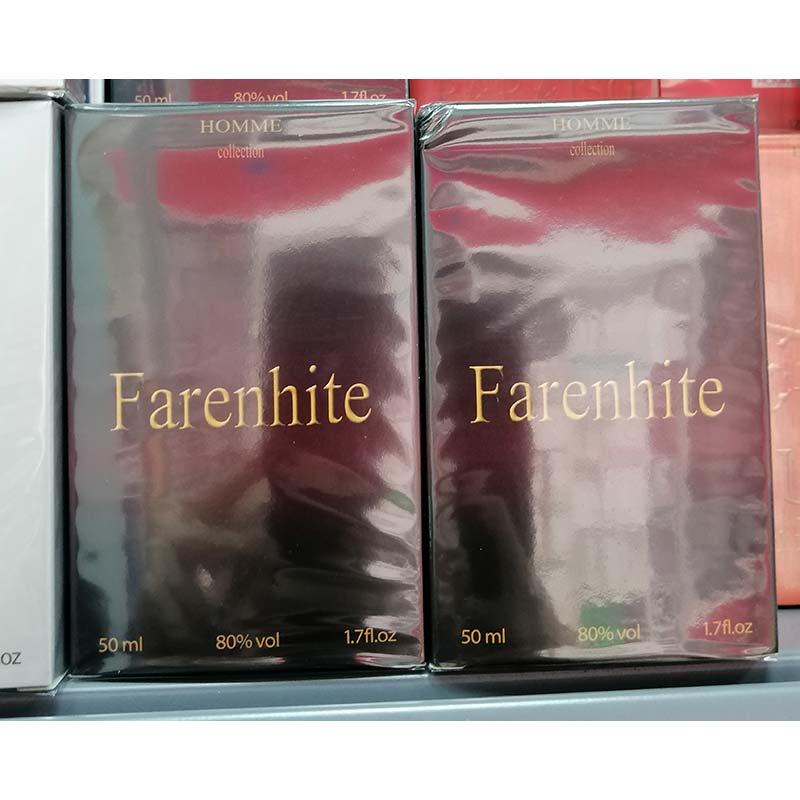 50 ml 80% vol 1.7fl.oz
HOMME
collection
Farenhite
50 ml 80% vol 1.7fl.oz
HOMME
collection
Farenhite
50 ml 80% vol 1.7fl.oz
oz